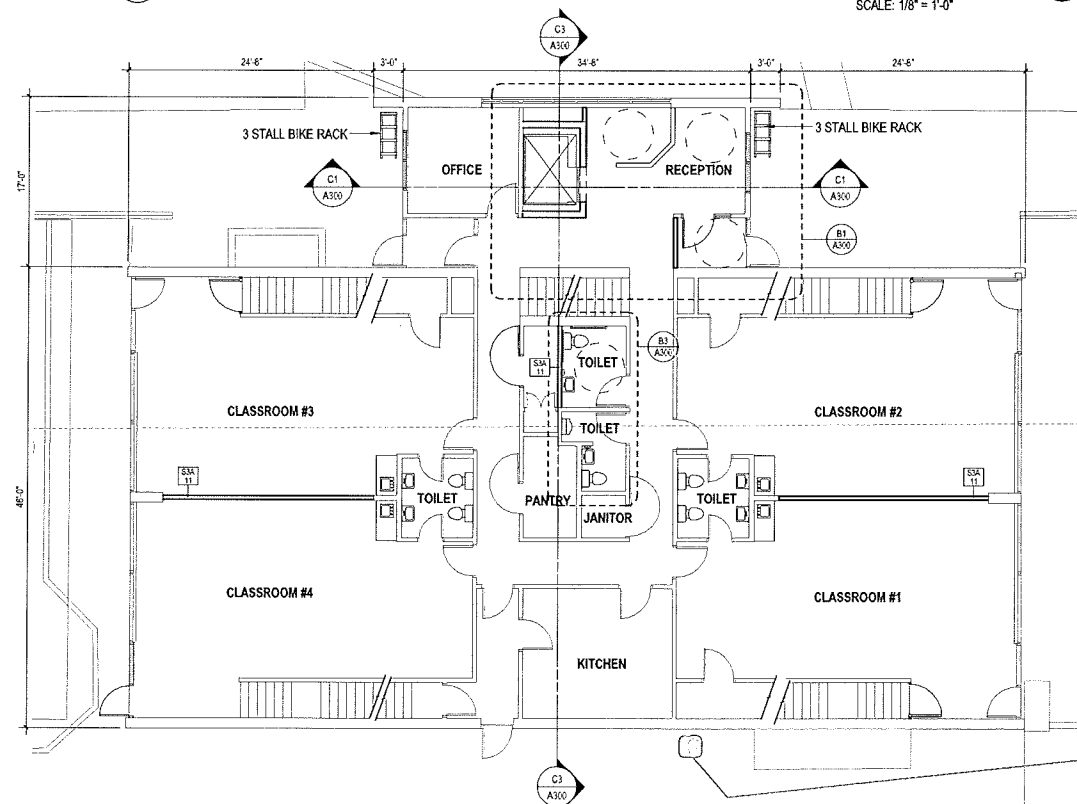 SCALE: 1/8" = 1'-0"
C3
A300
24'-8"
3'-0"
34'-8"
3'-0"
24'-8"
3 STALL BIKE RACK
3 STALL BIKE RACK
OFFICE
RECEPTION
17'-0"
C1
A300
C1
A300
B1
A300
B3
A300
S3A
11
TOILET
CLASSROOM #3
CLASSROOM #2
TOILET
46'-0"
S3A
11
S3A
11
TOILET
PANTRY
TOILET
JANITOR
CLASSROOM #4
CLASSROOM #1
KITCHEN
C3
A300